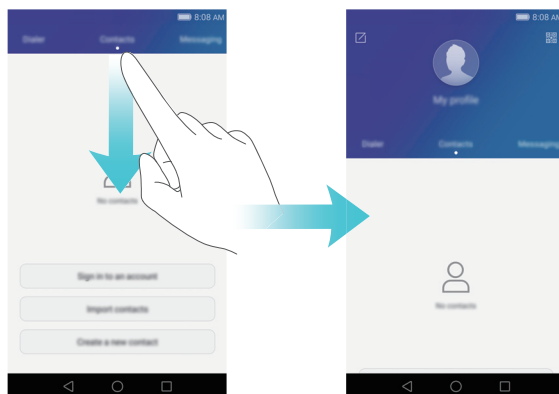 8:08 AM
Dialer Contacts Messaging
No contacts
Sign in to an account
Import contacts
Create a new contact
8:08 AM
My profile
Dialer Contacts Messaging
No contacts